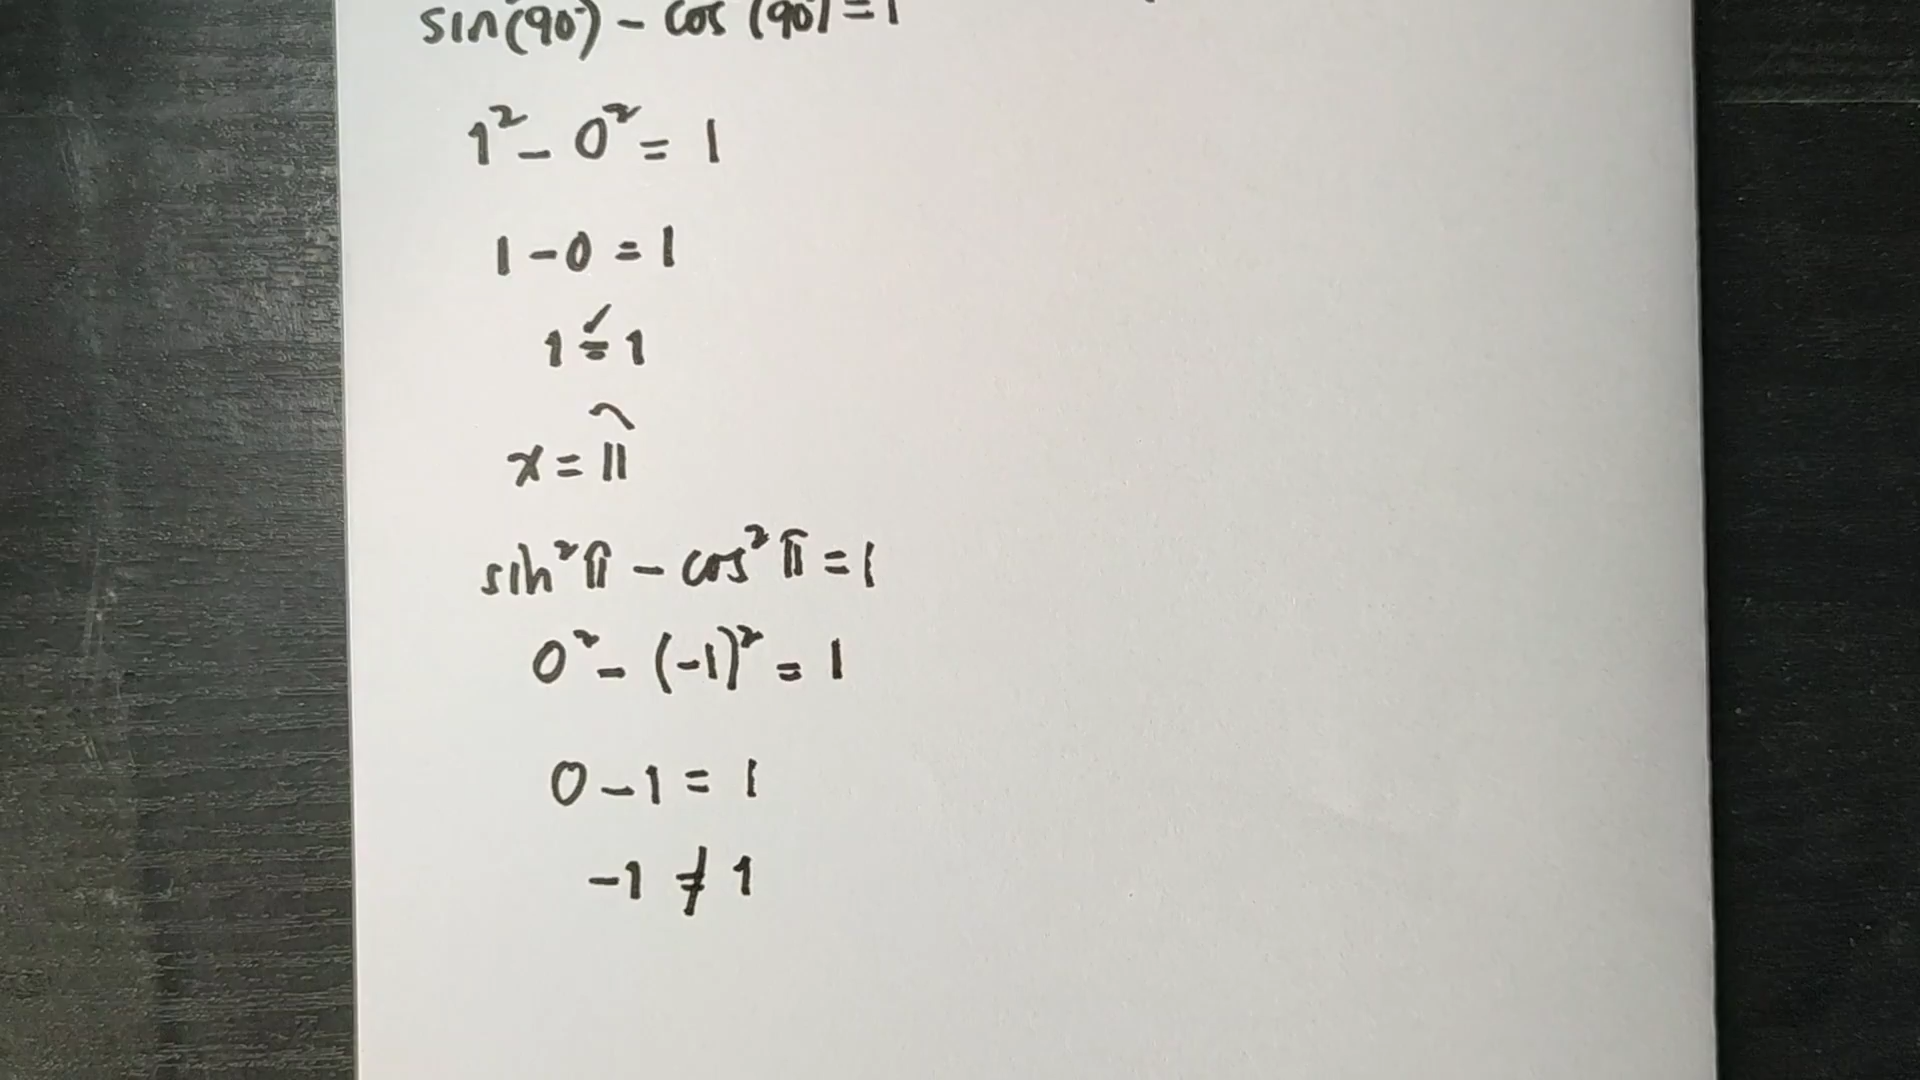 sin(90°) - cos (90°) = 1
1² - 0² = 1
1 - 0 = 1
✓
1 = 1
x = π
sin²π - cos²π = 1
0² - (-1)² = 1
0 - 1 = 1
-1 ≠ 1